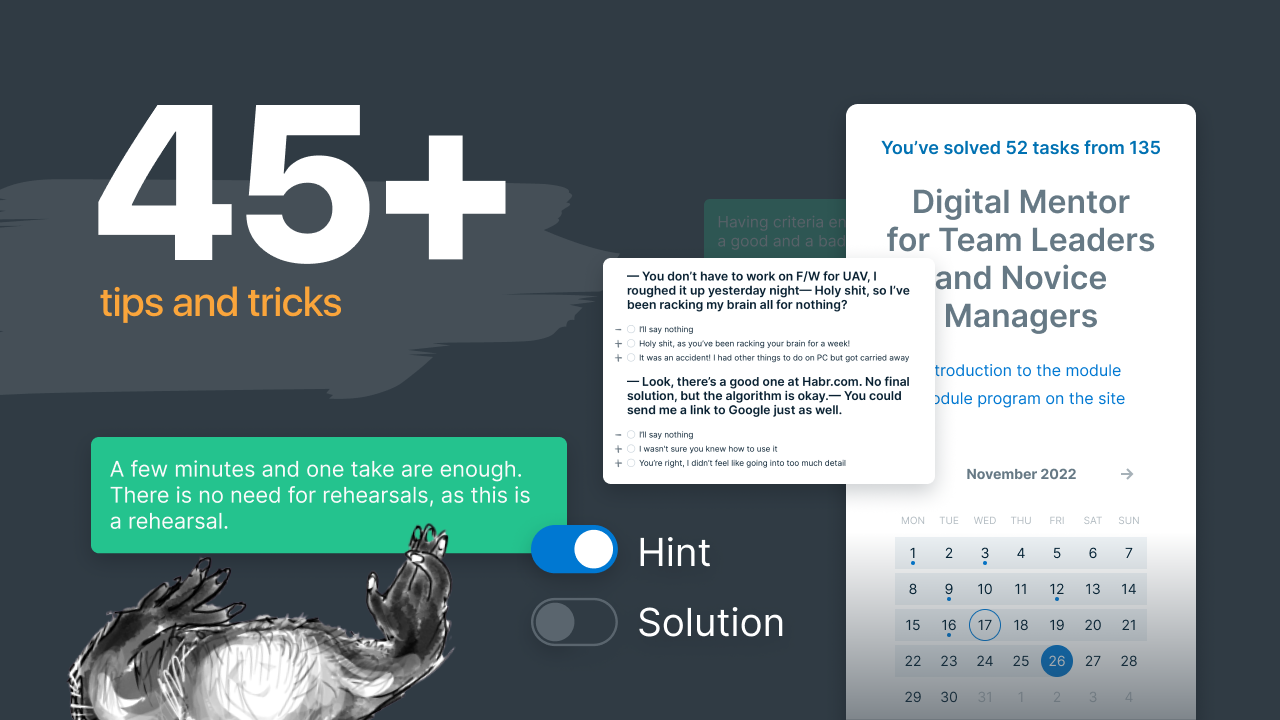 45+
tips and tricks
A few minutes and one take are enough.
There is no need for rehearsals, as this is
a rehearsal.
Hint
Solution
Having criteria
a good and a bad
— You don’t have to work on F/W for UAV, I
roughed it up yesterday night— Holy shit, so I’ve
been racking my brain all for nothing?
− I'll say nothing
+ Holy shit, as you’ve been racking your brain for a week!
+ It was an accident! I had other things to do on PC but got carried away
— Look, there’s a good one at Habr.com. No final
solution, but the algorithm is okay.— You could
send me a link to Google just as well.
− I'll say nothing
+ I wasn't sure you knew how to use it
+ You’re right, I didn’t feel like going into too much detail
You’ve solved 52 tasks from 135
Digital Mentor
for Team Leaders
and Novice
Managers
to the module
program on the site
November 2022 →
MON TUE WED THU FRI SAT SUN
1 2 3 4 5 6 7
8 9 10 11 12 13 14
15 16 17 18 19 20 21
22 23 24 25 26 27 28
29 30 31 1 2 3 4